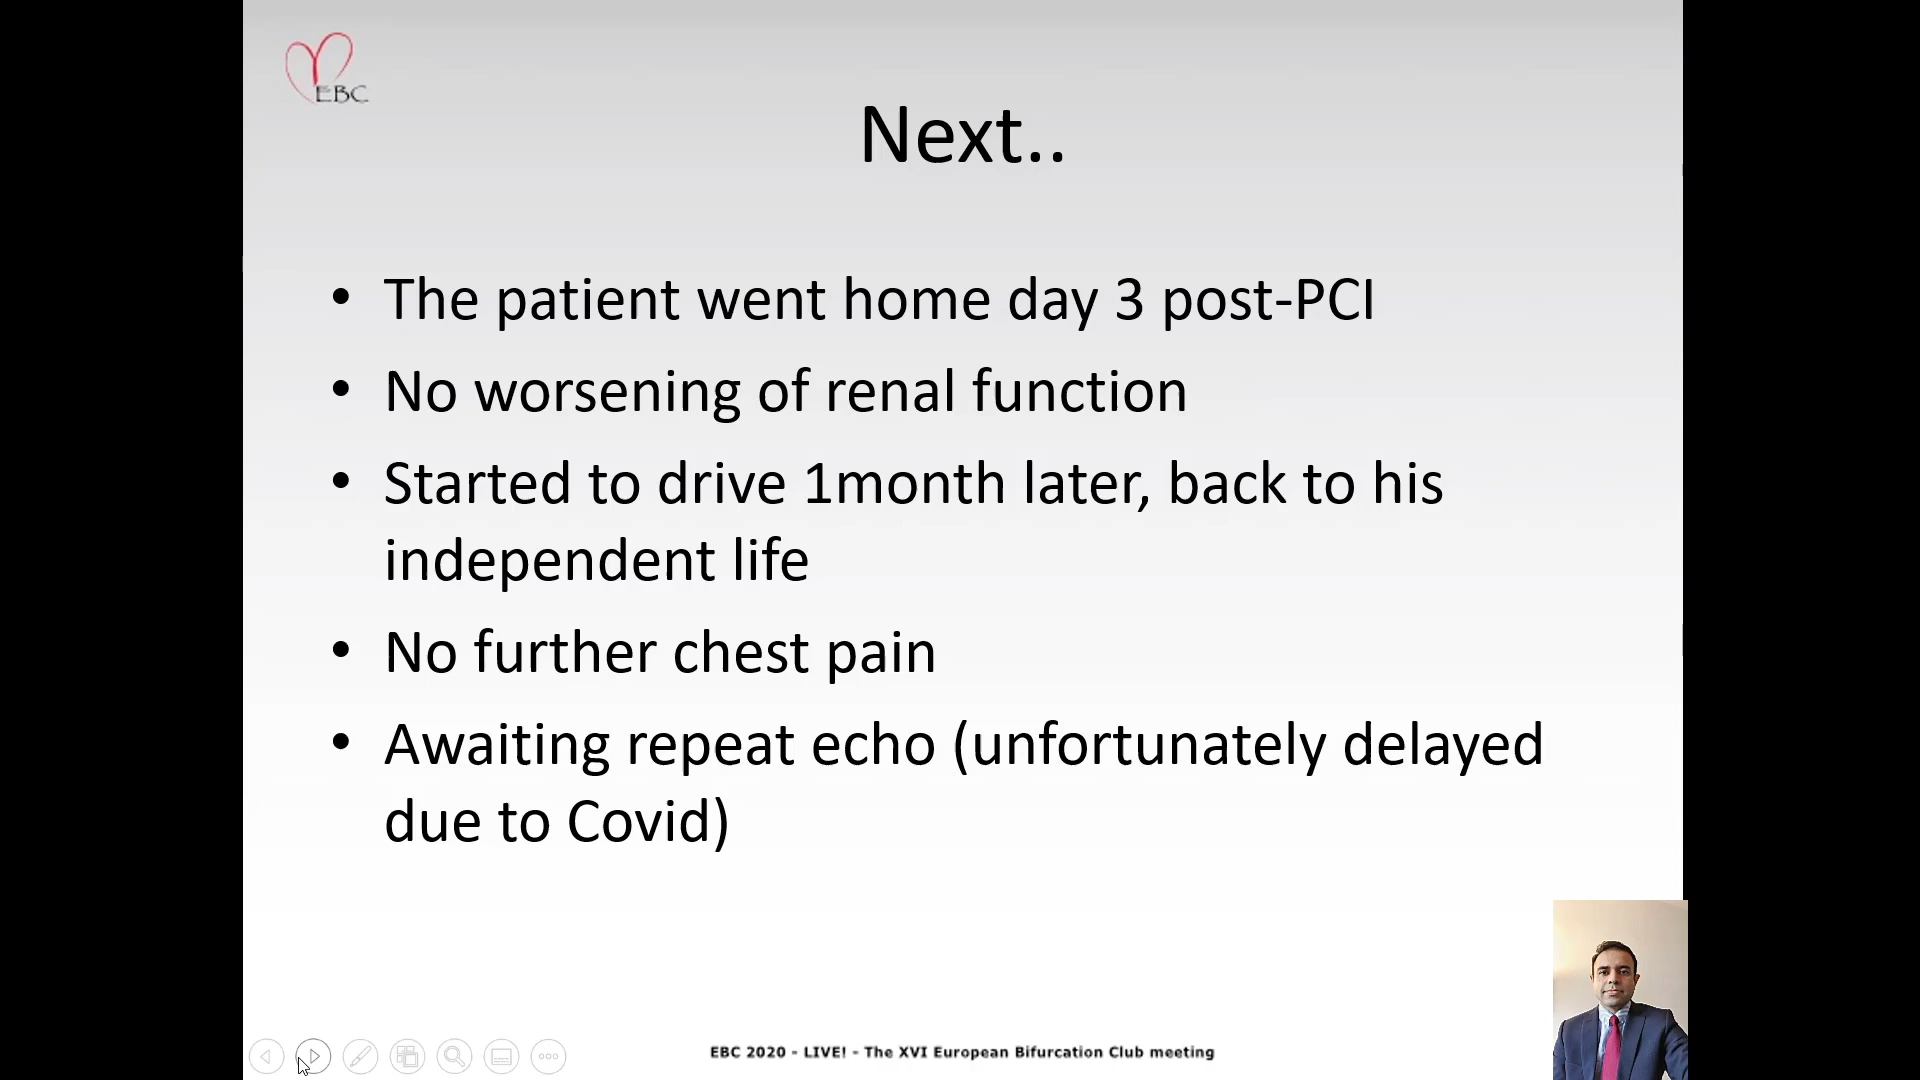 EBC
Next..
• The patient went home day 3 post-PCI
• No worsening of renal function
• Started to drive 1month later, back to his
independent life
• No further chest pain
• Awaiting repeat echo (unfortunately delayed
due to Covid)
EBC 2020 - LIVE! - The XVI European Bifurcation Club meeting